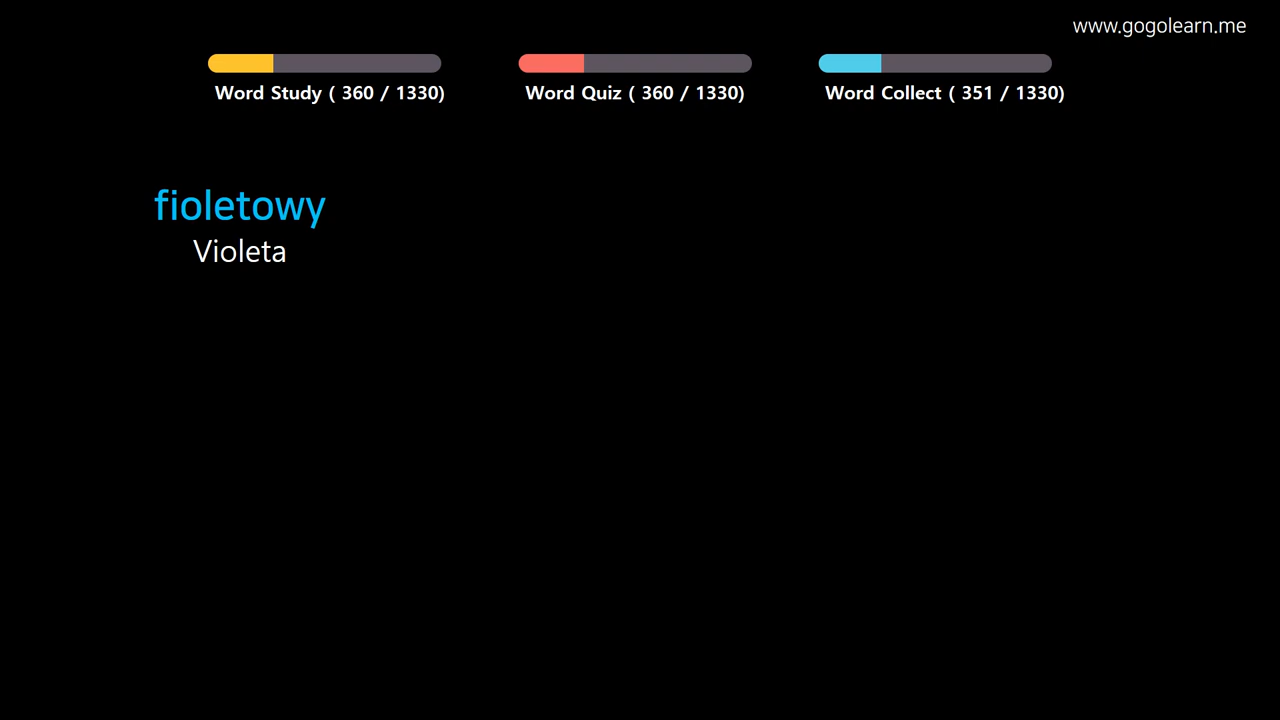 www.gogolearn.me
Word Study ( 360 / 1330)
Word Quiz ( 360 / 1330)
Word Collect ( 351 / 1330)
fioletowy
Violeta